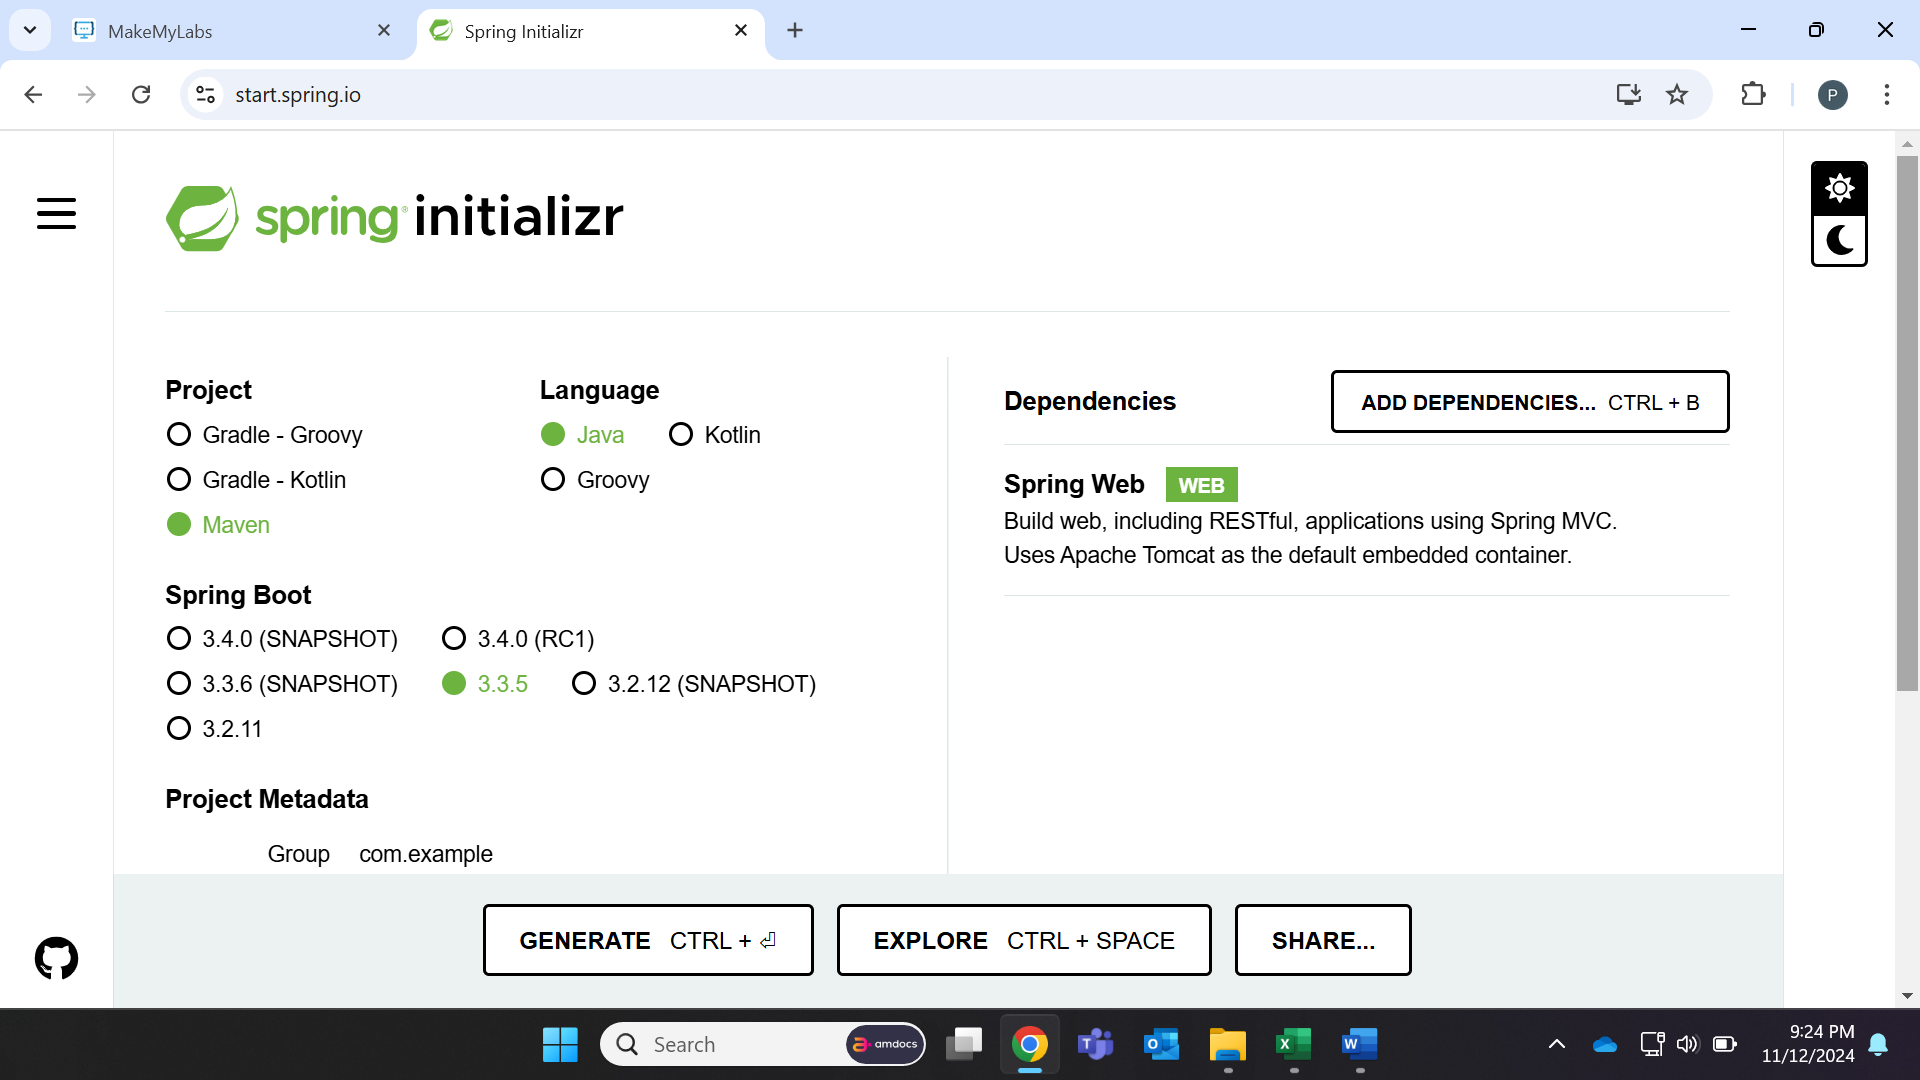 MakeMyLabs
Spring Initializr
start.spring.io
P
spring® initializr
Project
Gradle - Groovy
Gradle - Kotlin
Maven
Language
Java
Kotlin
Groovy
Spring Boot
3.4.0 (SNAPSHOT)
3.4.0 (RC1)
3.3.6 (SNAPSHOT)
3.3.5
3.2.12 (SNAPSHOT)
3.2.11
Project Metadata
Group com.example
Dependencies
ADD DEPENDENCIES... CTRL + B
Spring Web WEB
Build web, including RESTful, applications using Spring MVC.
Uses Apache Tomcat as the default embedded container.
GENERATE CTRL + ⏎
EXPLORE CTRL + SPACE
SHARE...
Search
amdocs
9:24 PM
11/12/2024